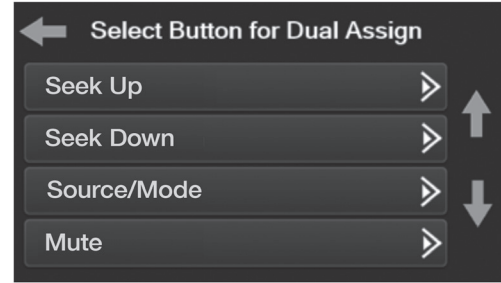 Select Button for Dual Assign
Seek Up
Seek Down
Source/Mode
Mute